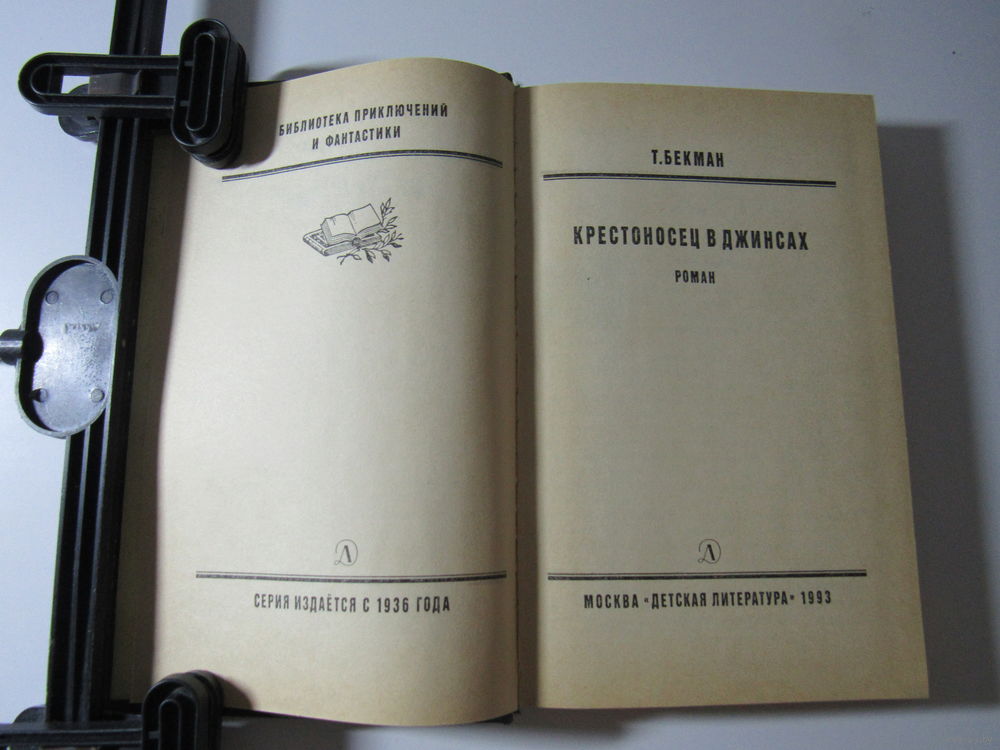 БИБЛИОТЕКА ПРИКЛЮЧЕНИЙ
И ФАНТАСТИКИ
СЕРИЯ ИЗДАЁТСЯ С 1936 ГОДА
Т.БЕКМАН
КРЕСТОНОСЕЦ В ДЖИНСАХ
РОМАН
МОСКВА «ДЕТСКАЯ ЛИТЕРАТУРА» 1993